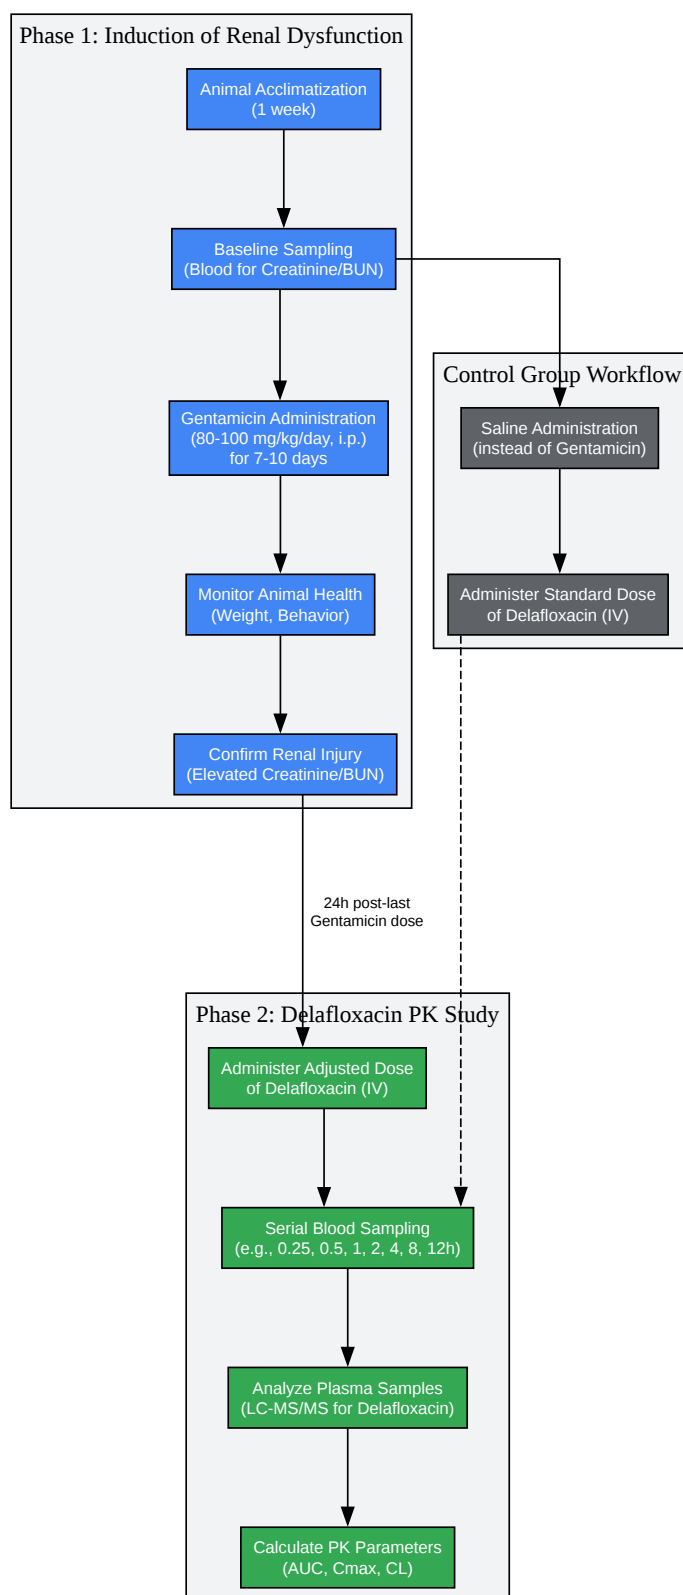 Phase 1: Induction of Renal Dysfunction
Animal Acclimatization
(1 week)
Baseline Sampling
(Blood for Creatinine/BUN)
Gentamicin Administration
(80-100 mg/kg/day, i.p.)
for 7-10 days
Monitor Animal Health
(Weight, Behavior)
Confirm Renal Injury
(Elevated Creatinine/BUN)
Control Group Workflow
Saline Administration
(instead of Gentamicin)
Administer Standard Dose
of Delafloxacin (IV)
24h post-last
Gentamicin dose
Phase 2: Delafloxacin PK Study
Administer Adjusted Dose
of Delafloxacin (IV)
Serial Blood Sampling
(e.g., 0.25, 0.5, 1, 2, 4, 8, 12h)
Analyze Plasma Samples
(LC-MS/MS for Delafloxacin)
Calculate PK Parameters
(AUC, Cmax, CL)